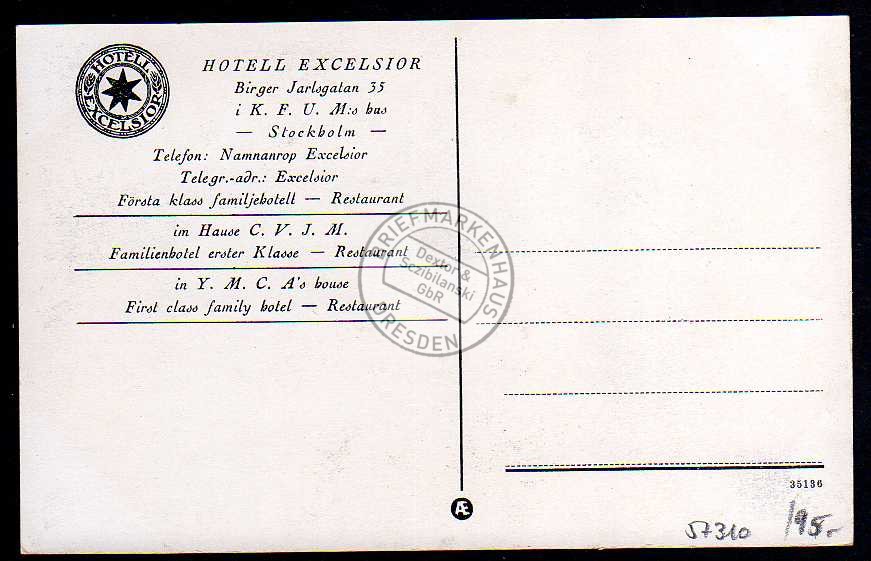 HOTELL EXCELSIOR
HOTELL EXCELSIOR
Birger Jarlsgatan 35
i K. F. U. M:s hus
— Stockholm —
Telefon: Namnanrop Excelsior
Telegr.-adr.: Excelsior
Första klass familjehotell — Restaurant
im Hause C. V. J. M.
Familienhotel erster Klasse — Restaurant
in Y. M. C. A's house
First class family hotel — Restaurant
BRIEFMARKENHAUS
Dextor &
Sczibilanski
GbR
DRESDEN
35136
Æ
57310
/95.-